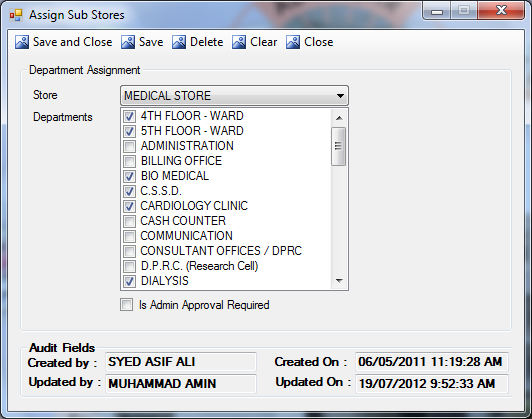 Assign Sub Stores
Save and Close Save Delete Clear Close
Department Assignment
Store MEDICAL STORE
Departments
4TH FLOOR - WARD
5TH FLOOR - WARD
ADMINISTRATION
BILLING OFFICE
BIO MEDICAL
C.S.S.D.
CARDIOLOGY CLINIC
CASH COUNTER
COMMUNICATION
CONSULTANT OFFICES / DPRC
D.P.R.C. (Research Cell)
DIALYSIS
Is Admin Approval Required
Audit Fields
Created by : SYED ASIF ALI Created On : 06/05/2011 11:19:28 AM
Updated by : MUHAMMAD AMIN Updated On : 19/07/2012 9:52:33 AM